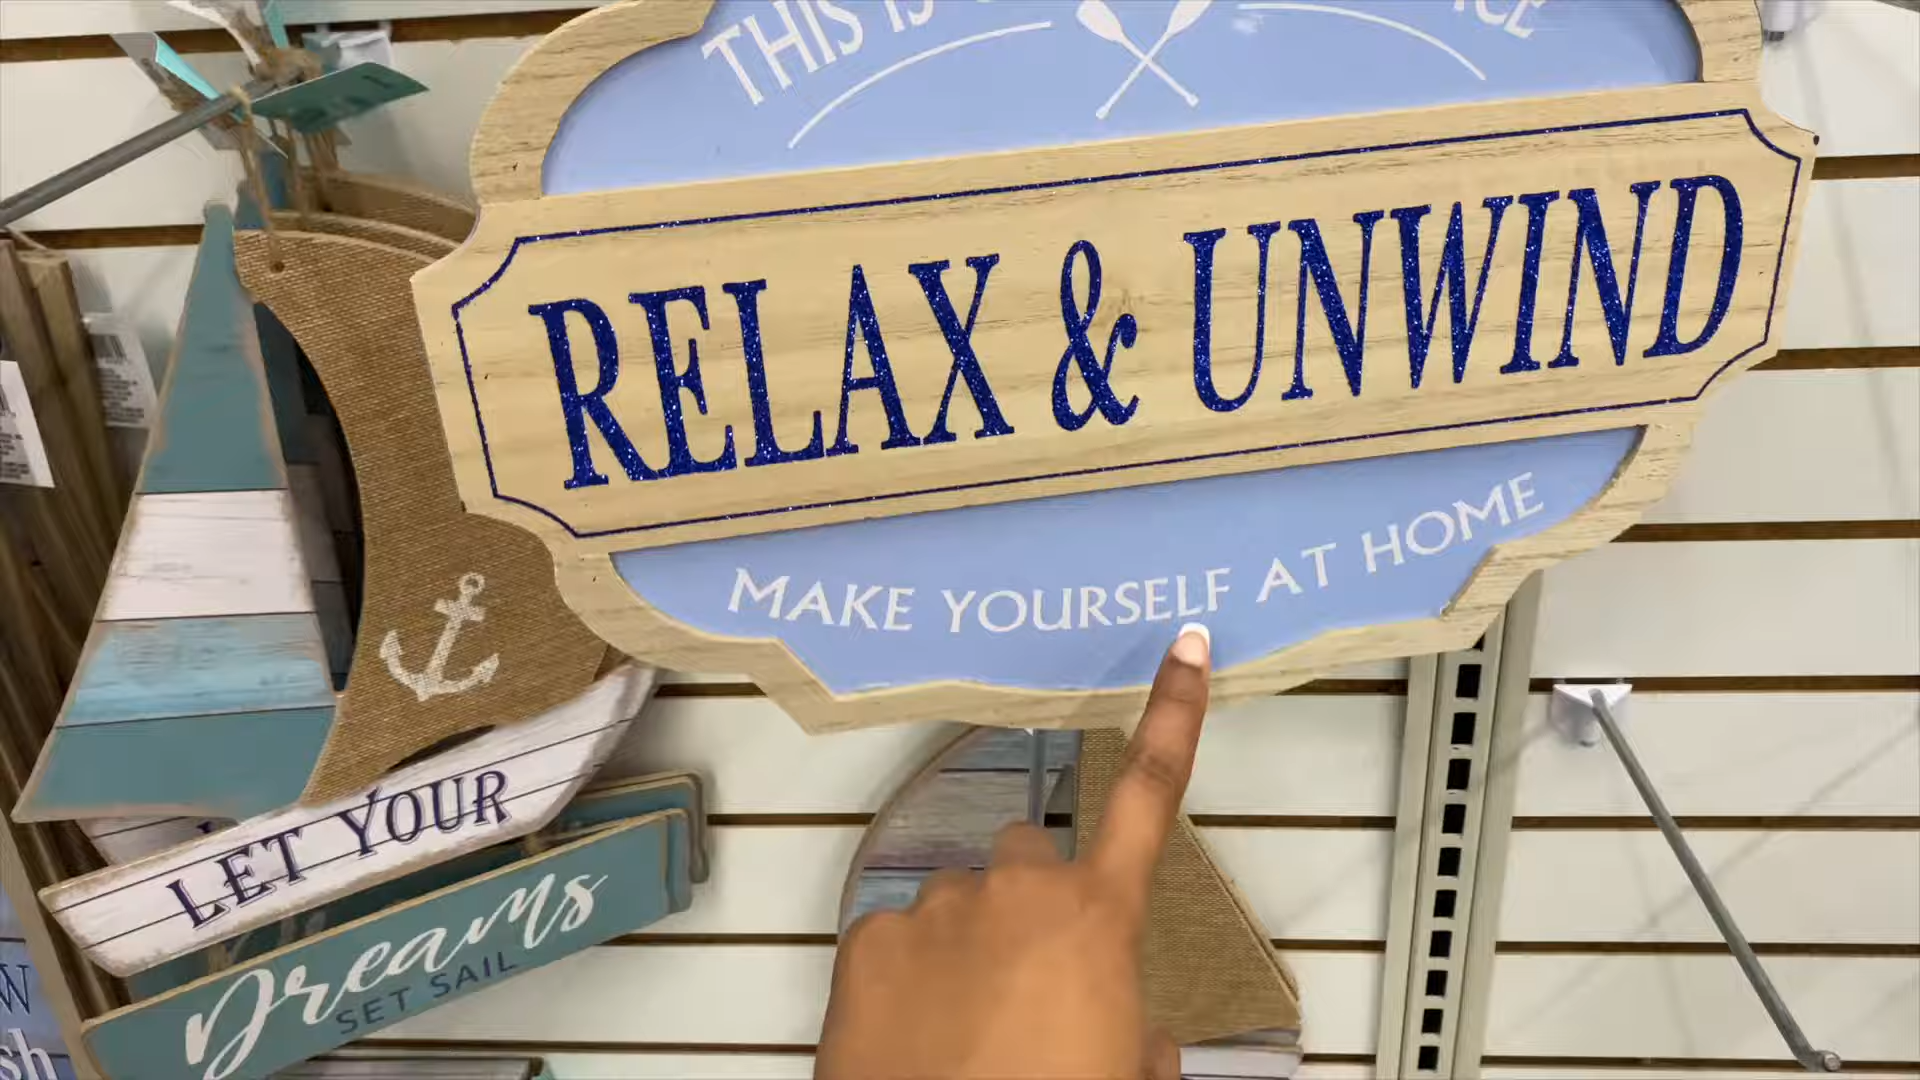 THIS IS
RELAX & UNWIND
MAKE YOURSELF AT HOME
LET YOUR
Dreams
SET SAIL